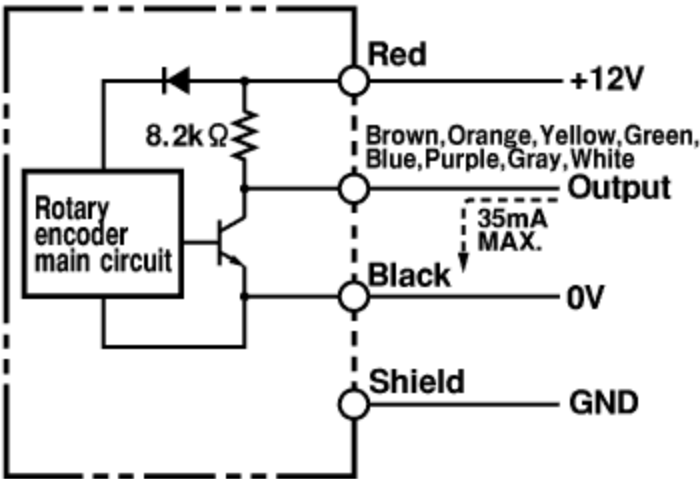 Red
+12V
8.2kΩ
Brown,Orange,Yellow,Green,
Blue,Purple,Gray,White
Output
Rotary
encoder
main circuit
35mA
MAX.
Black
0V
Shield
GND